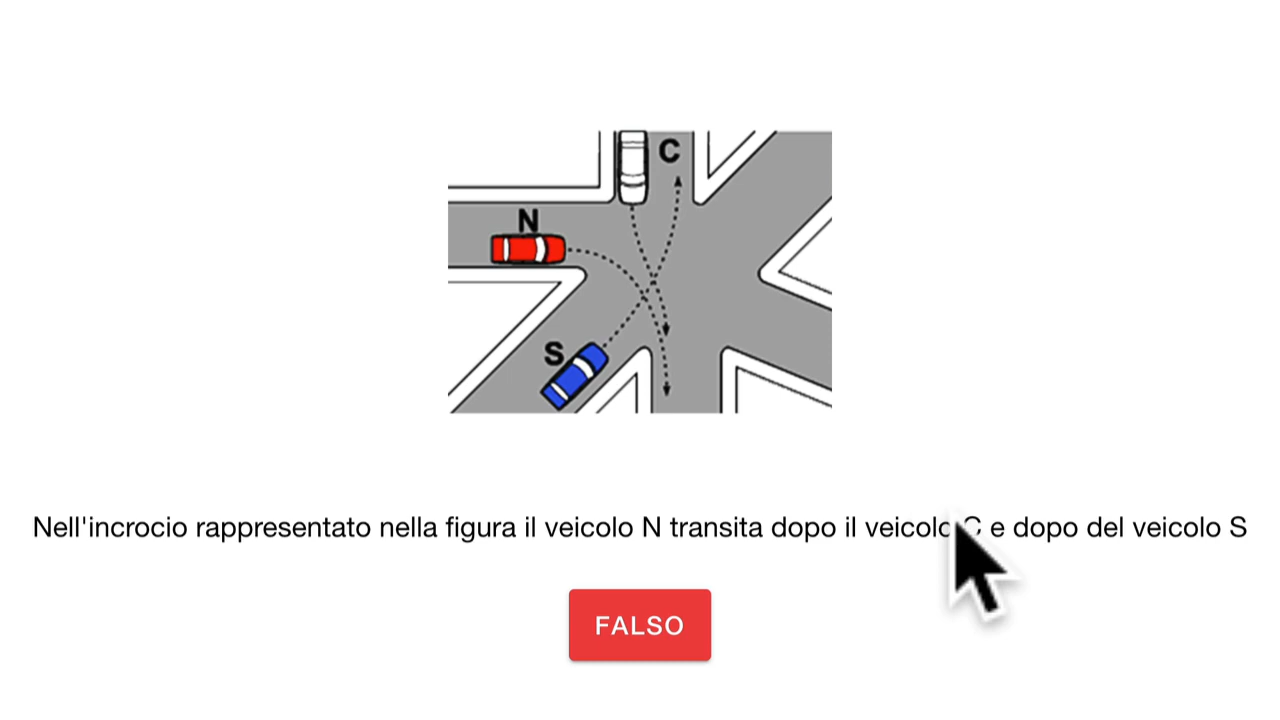 C
N
S
Nell'incrocio rappresentato nella figura il veicolo N transita dopo il veicolo C e dopo del veicolo S
FALSO